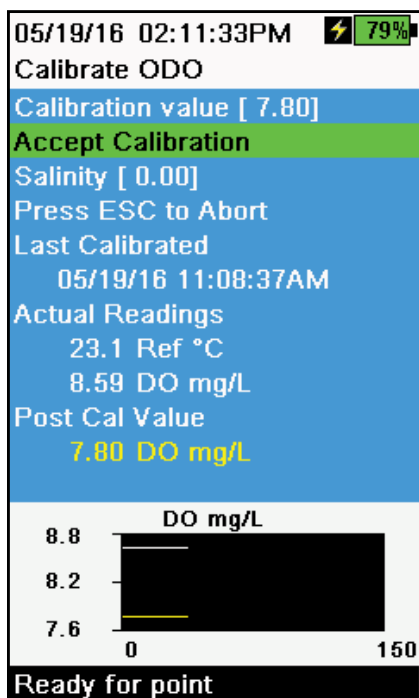 05/19/16 02:11:33PM 79%
Calibrate ODO
Calibration value [ 7.80]
Accept Calibration
Salinity [ 0.00]
Press ESC to Abort
Last Calibrated
05/19/16 11:08:37AM
Actual Readings
23.1 Ref °C
8.59 DO mg/L
Post Cal Value
7.80 DO mg/L
DO mg/L
8.8
8.2
7.6
0 150
Ready for point